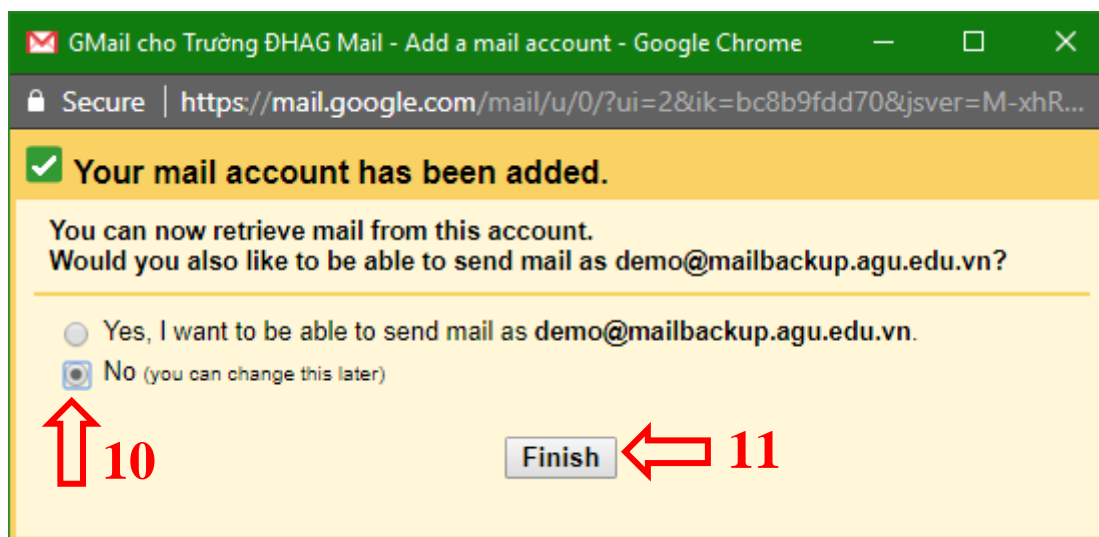 GMail cho Trường ĐHAG Mail - Add a mail account - Google Chrome
Secure | https://mail.google.com/mail/u/0/?ui=2&ik=bc8b9fdd70&jsver=M-xhR...
Your mail account has been added.
You can now retrieve mail from this account.
Would you also like to be able to send mail as demo@mailbackup.agu.edu.vn?
Yes, I want to be able to send mail as demo@mailbackup.agu.edu.vn.
No (you can change this later)
10
Finish 11